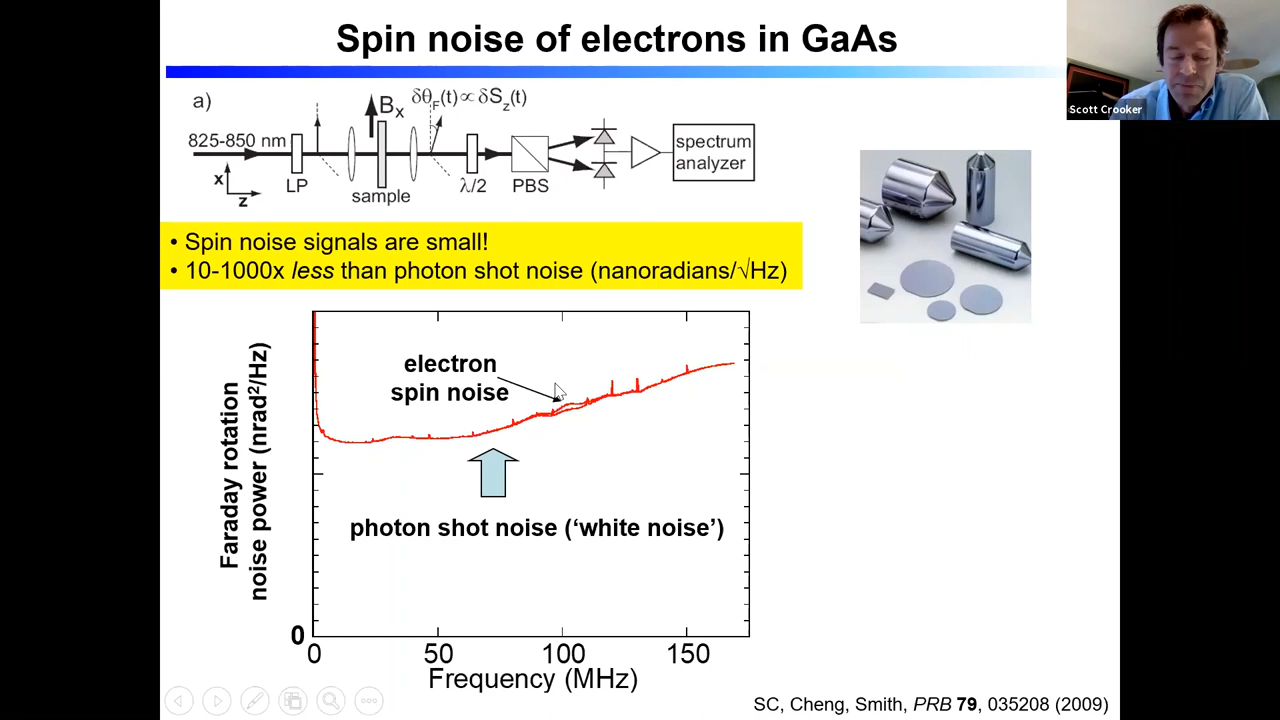 Spin noise of electrons in GaAs
Scott Crooker
a)
Bx
δθF(t)∝δSz(t)
825-850 nm
x
z
LP
sample
λ/2
PBS
spectrum
analyzer
• Spin noise signals are small!
• 10-1000x less than photon shot noise (nanoradians/√Hz)
electron
spin noise
photon shot noise (‘white noise’)
Faraday rotation
noise power (nrad²/Hz)
0
0 50 100 150
Frequency (MHz)
SC, Cheng, Smith, PRB 79, 035208 (2009)